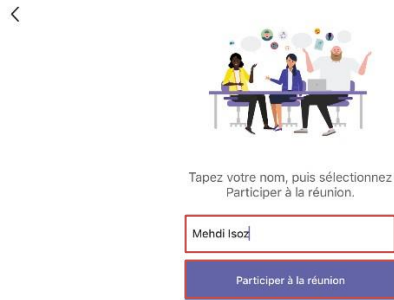 Tapez votre nom, puis sélectionnez
Participer à la réunion.
Mehdi Isoz
Participer à la réunion